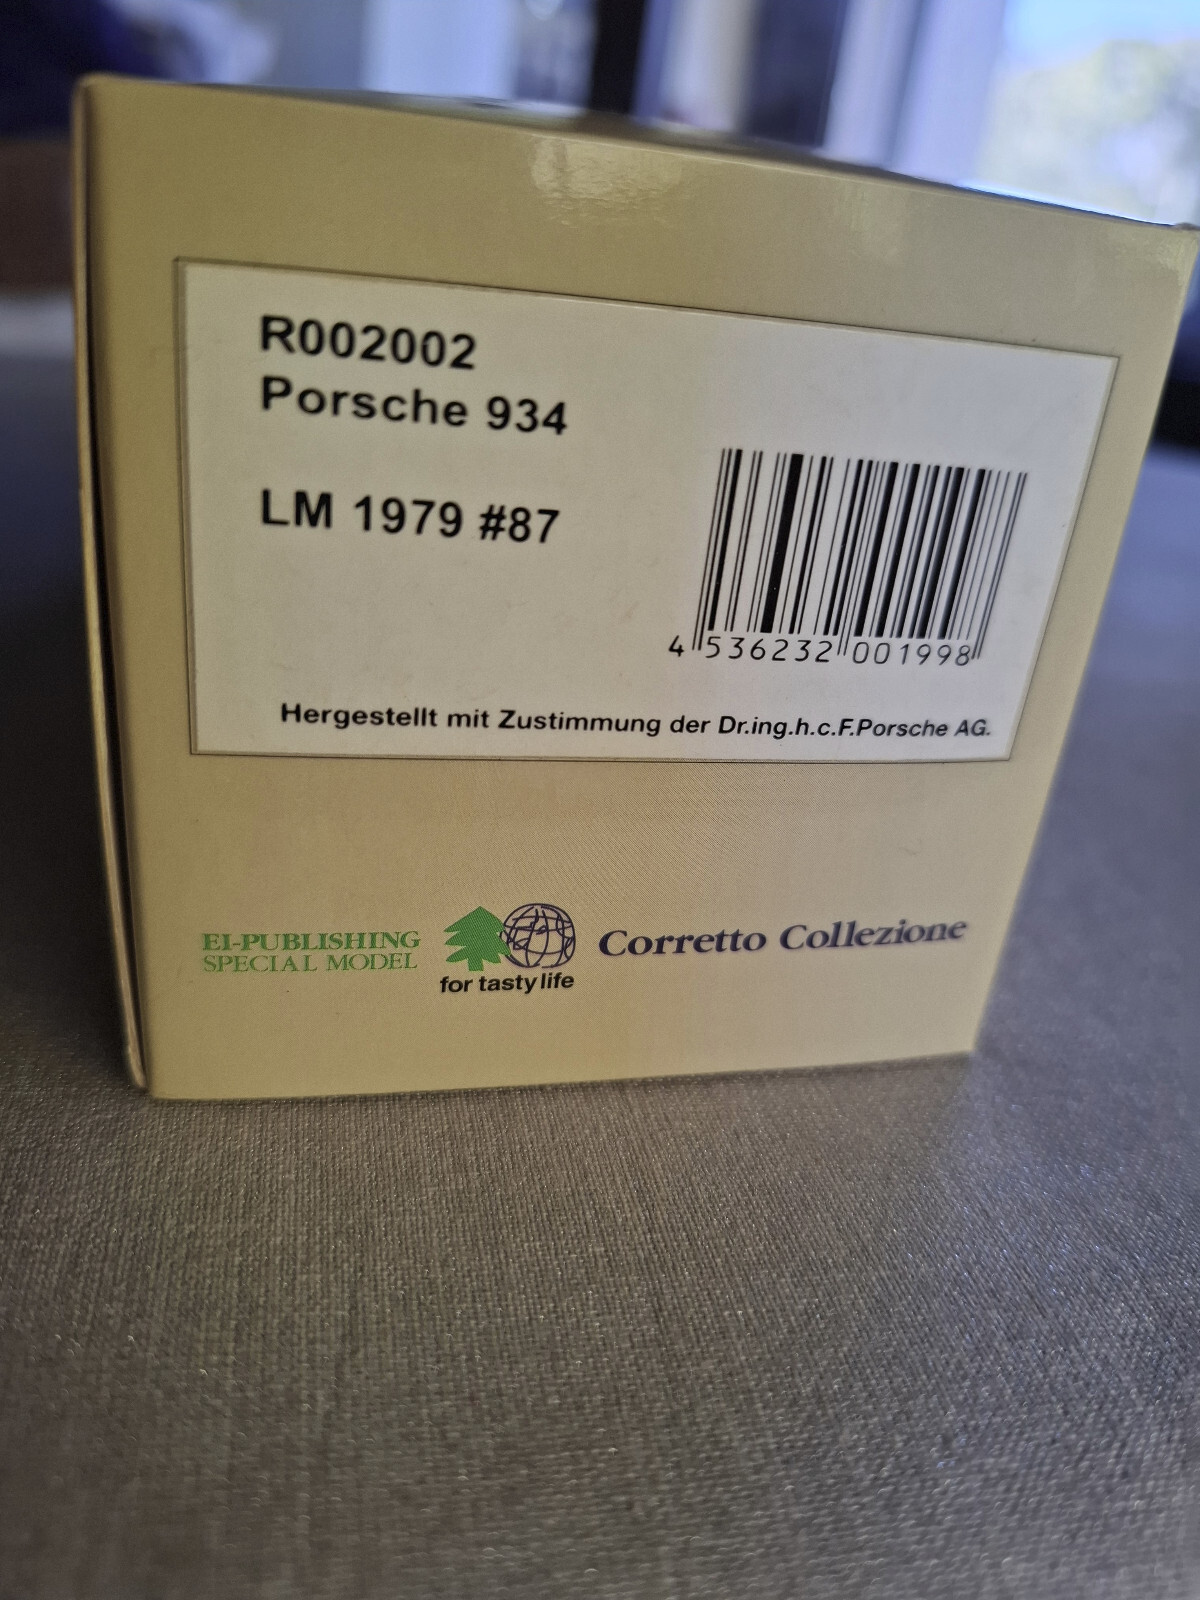 R002002
Porsche 934
LM 1979 #87
4 536232 001998
Hergestellt mit Zustimmung der Dr.ing.h.c.F.Porsche AG.
EI-PUBLISHING
SPECIAL MODEL
for tasty life
Corretto Collezione